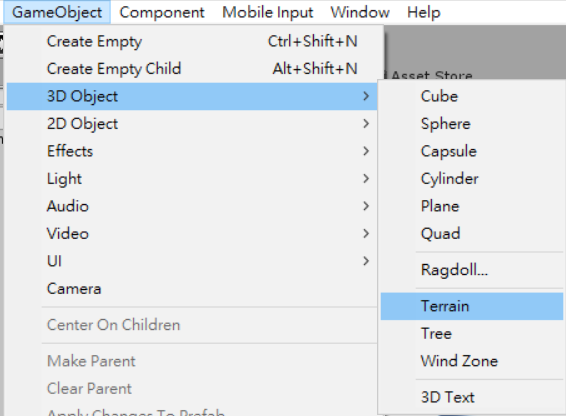 GameObject Component Mobile Input Window Help
Create Empty Ctrl+Shift+N
Create Empty Child Alt+Shift+N
Asset Store
3D Object >
Cube
2D Object >
Sphere
Effects >
Capsule
Light >
Cylinder
Audio >
Plane
Video >
Quad
UI >
Ragdoll...
Camera
Terrain
Center On Children
Tree
Make Parent
Wind Zone
Clear Parent
3D Text
Apply Changes To Prefab